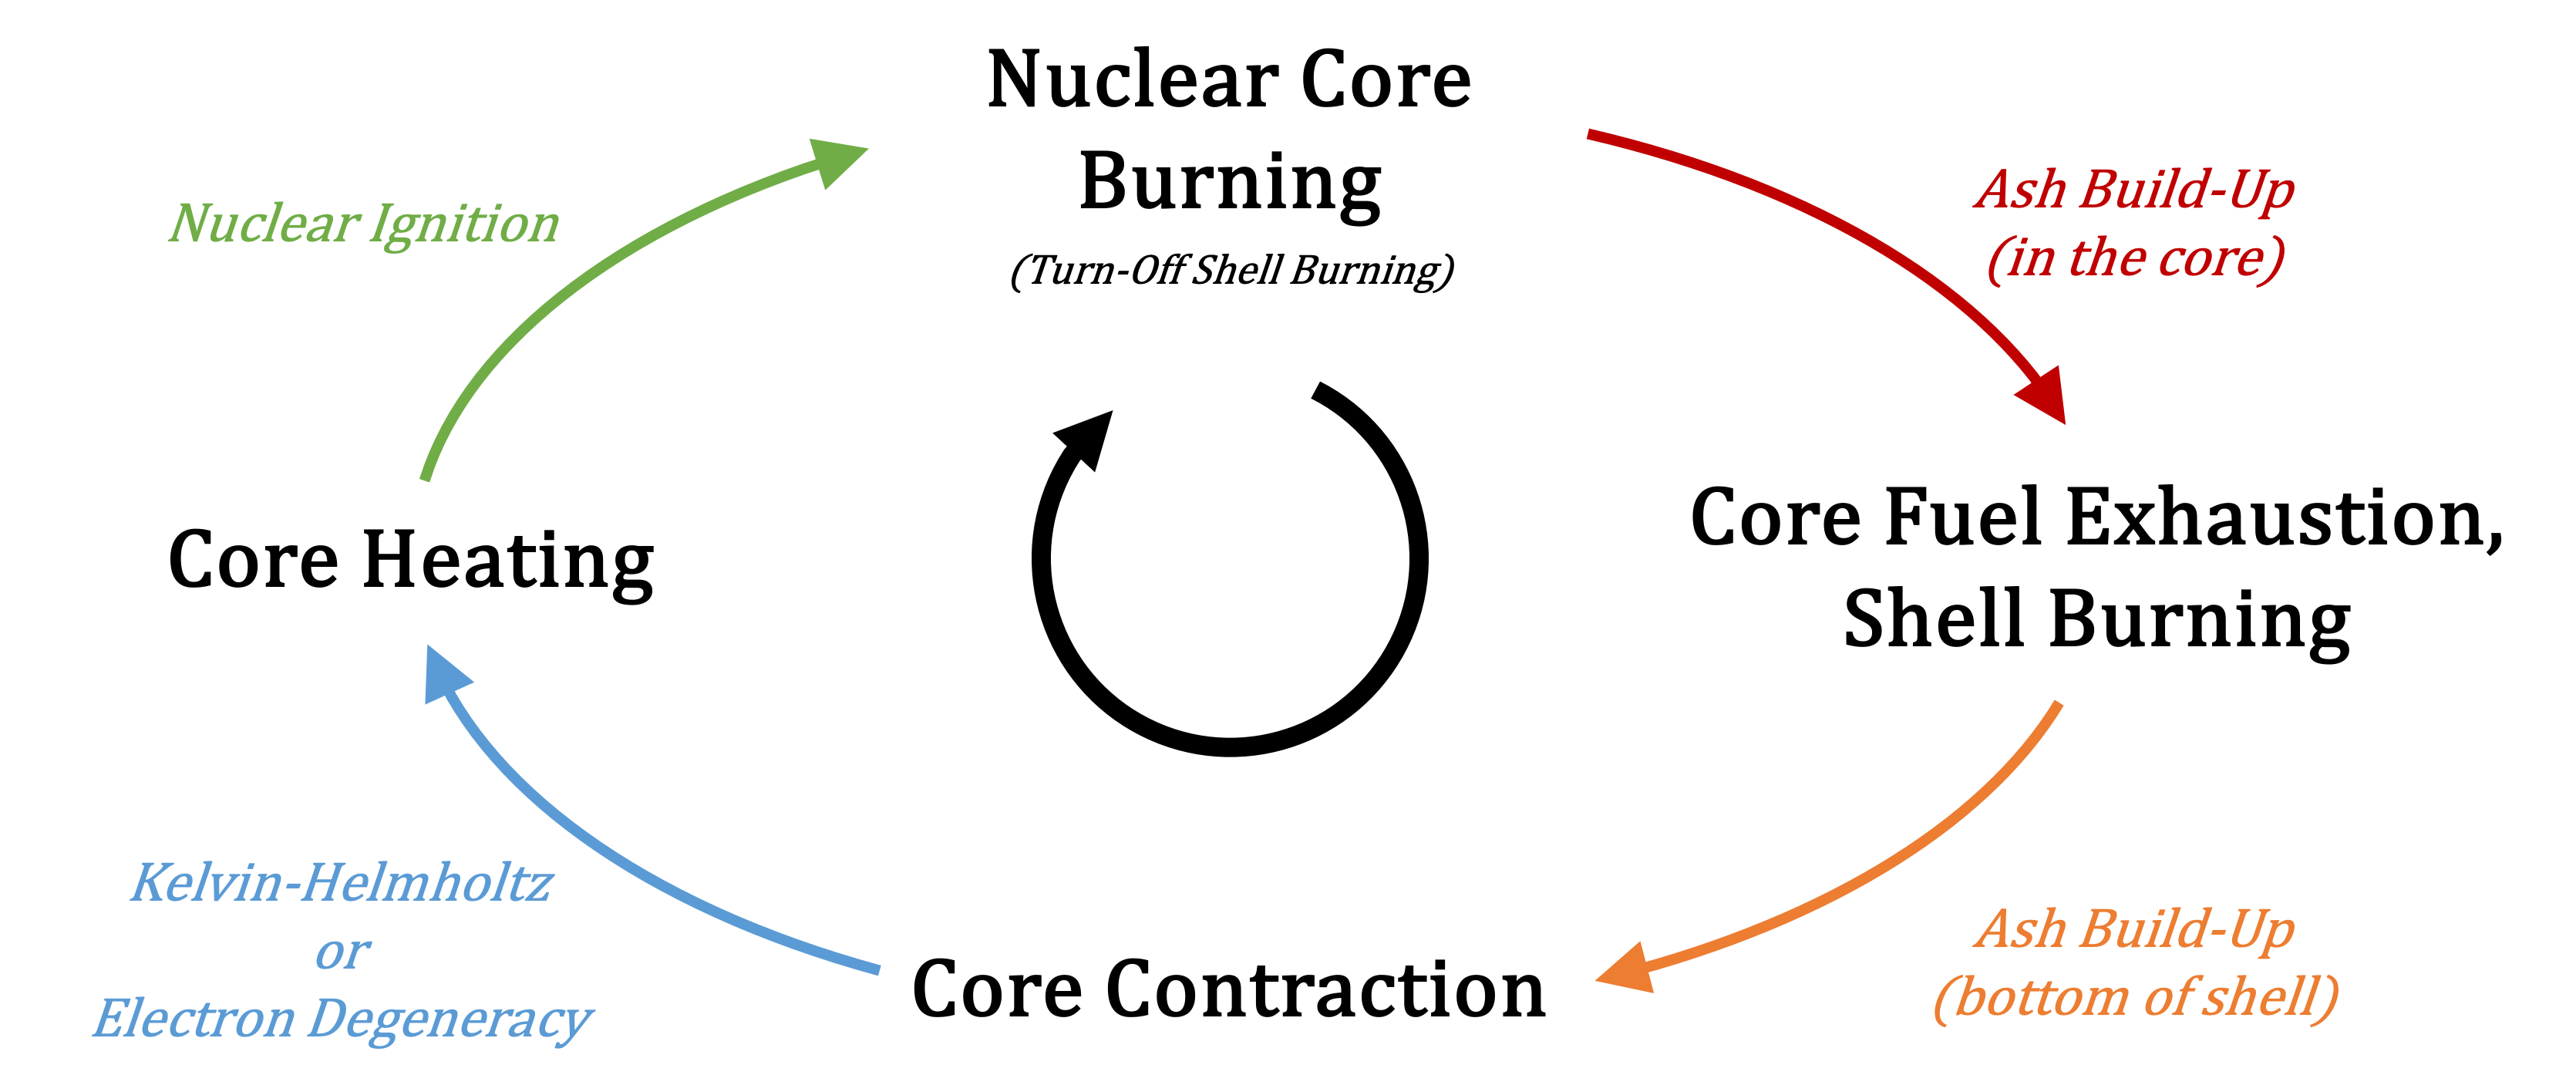 Nuclear Core
Burning
(Turn-Off Shell Burning)
Ash Build-Up
(in the core)
Core Fuel Exhaustion,
Shell Burning
Ash Build-Up
(bottom of shell)
Core Contraction
Kelvin-Helmholtz
or
Electron Degeneracy
Core Heating
Nuclear Ignition